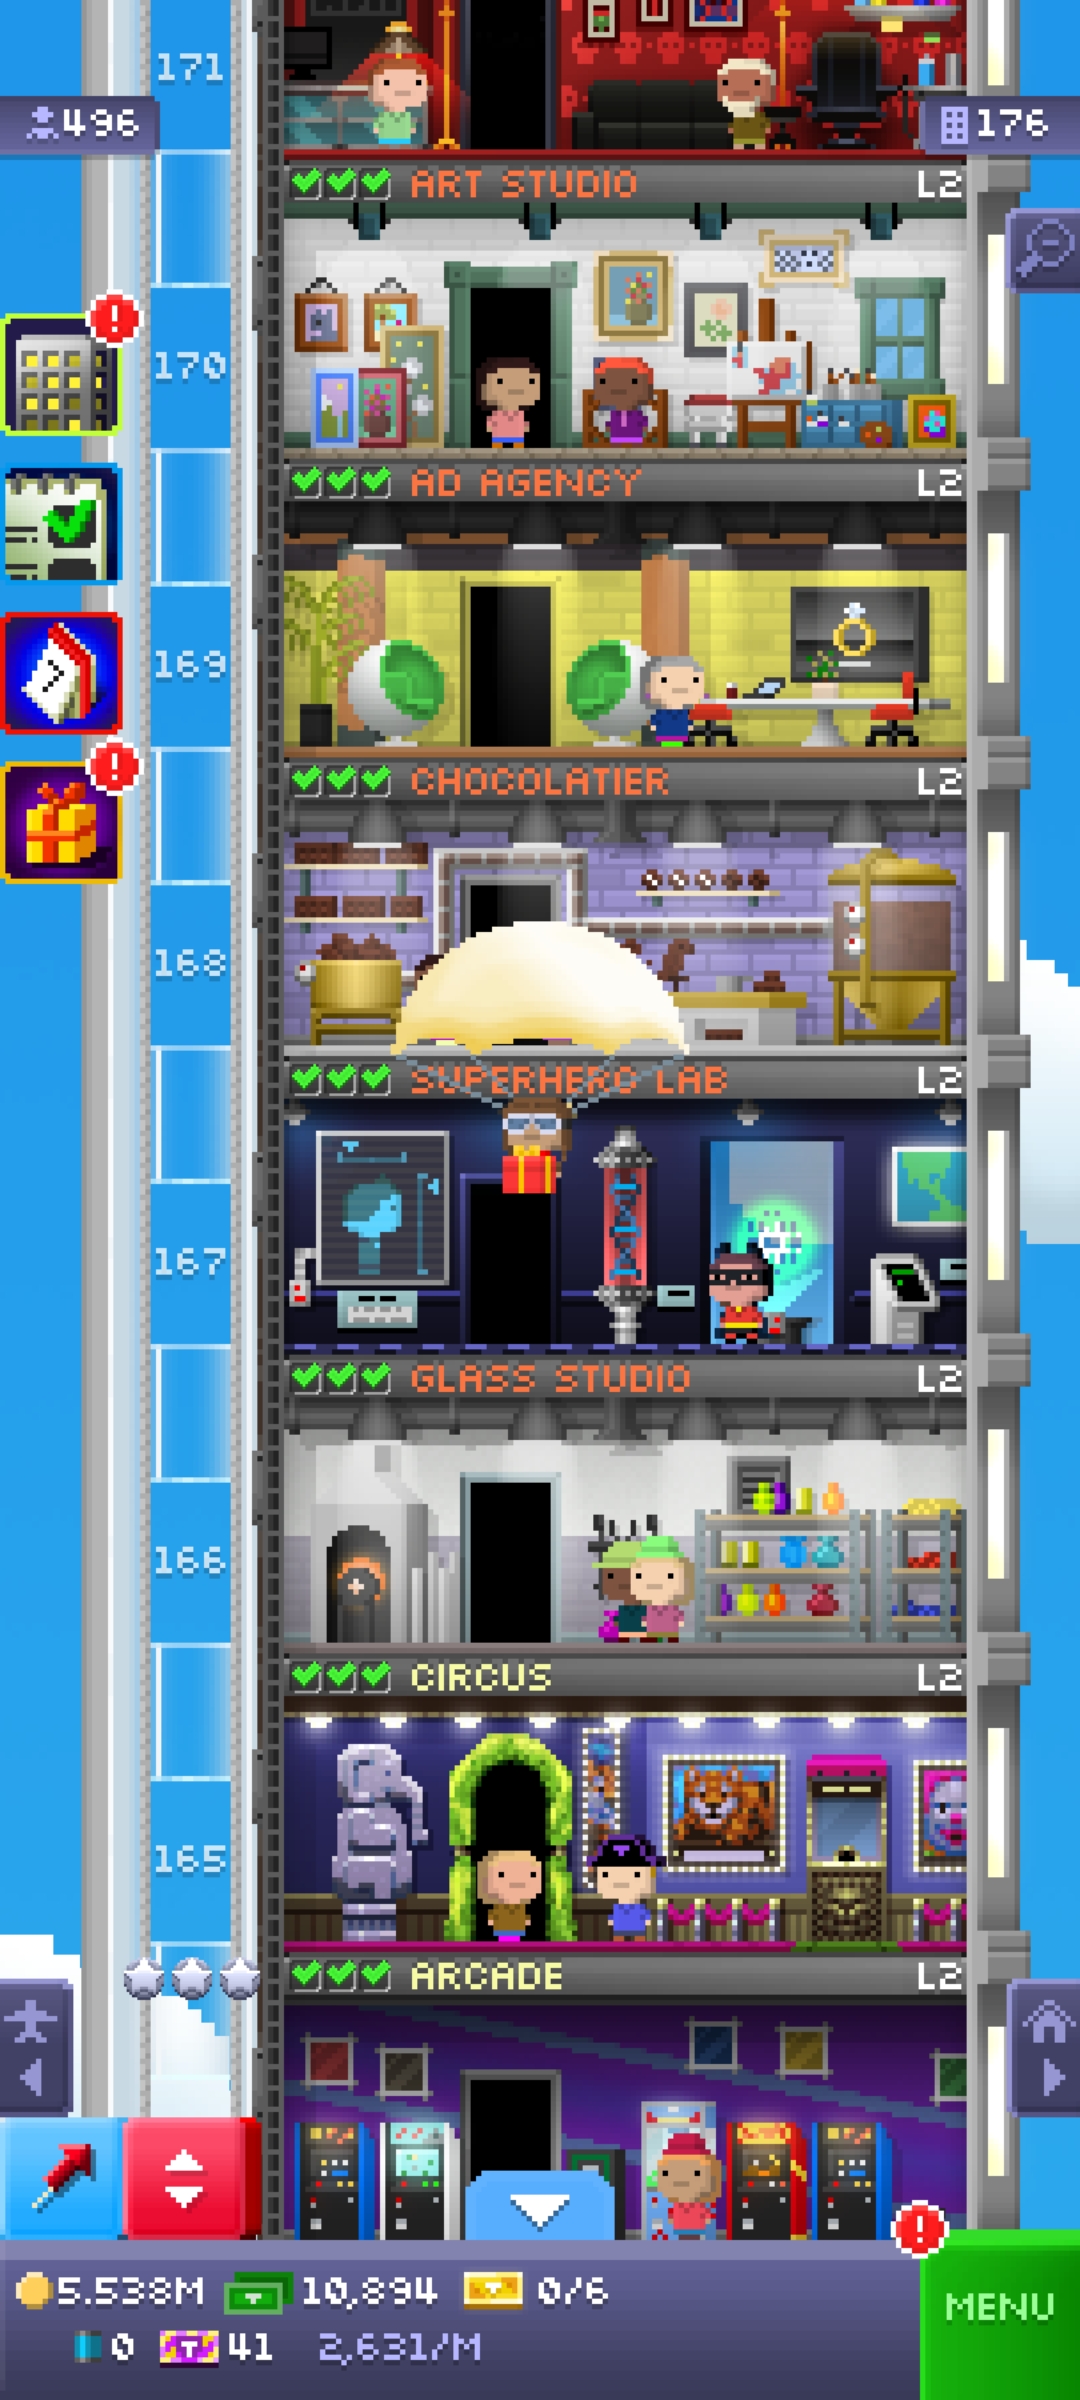 171
496
176
ART STUDIO L2
170
AD AGENCY L2
169
CHOCOLATIER L2
168
SUPERHERO LAB L2
167
GLASS STUDIO L2
166
CIRCUS L2
165
ARCADE L2
5.538M 10,894 0/6
0 41 2,631/M
MENU